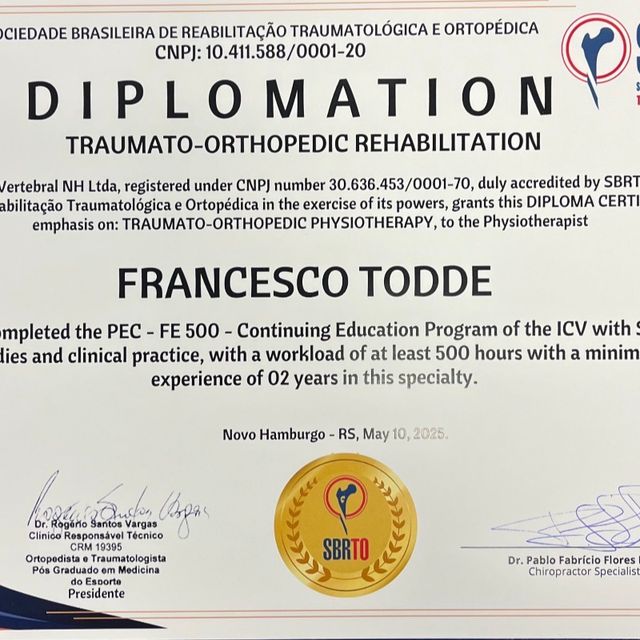 OCIEDADE BRASILEIRA DE REABILITAÇÃO TRAUMATOLÓGICA E ORTOPÉDICA
CNPJ: 10.411.588/0001-20
DIPLOMATION
TRAUMATO-ORTHOPEDIC REHABILITATION
Vertebral NH Ltda, registered under CNPJ number 30.636.453/0001-70, duly accredited by SBRT
abilitação Traumatológica e Ortopédica in the exercise of its powers, grants this DIPLOMA CERTI
emphasis on: TRAUMATO-ORTHOPEDIC PHYSIOTHERAPY, to the Physiotherapist
FRANCESCO TODDE
ompleted the PEC - FE 500 - Continuing Education Program of the ICV with S
dies and clinical practice, with a workload of at least 500 hours with a minim
experience of 02 years in this specialty.
Novo Hamburgo - RS, May 10, 2025.
Dr. Rogério Santos Vargas
Clínico Responsável Técnico
CRM 19395
Ortopedista e Traumatologista
Pós Graduado em Medicina
do Esporte
Presidente
SBRTO
Dr. Pablo Fabrício Flores
Chiropractor Specialist